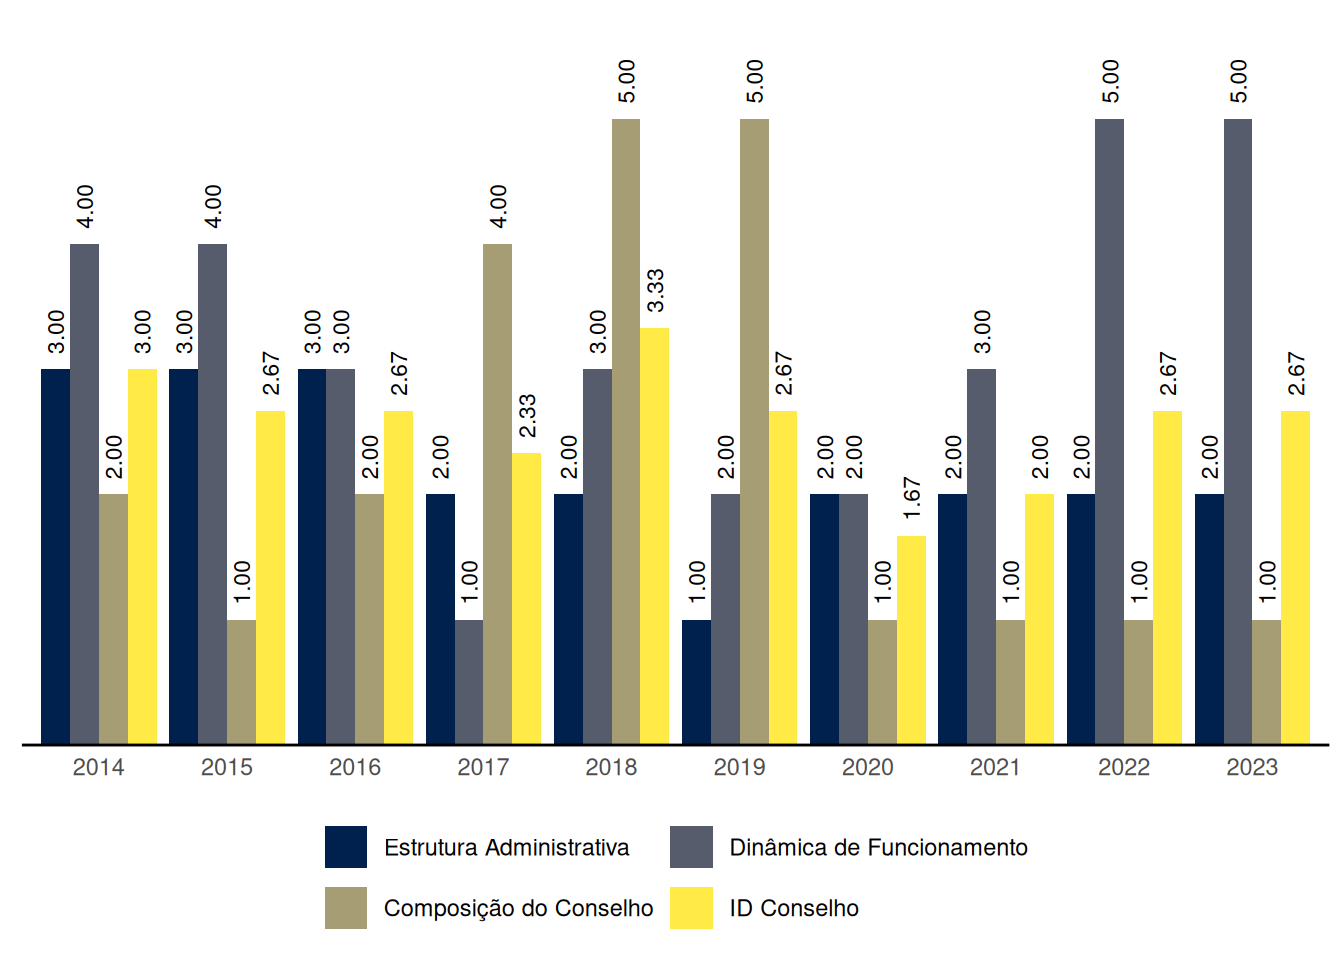 3.00 4.00 2.00 3.00 3.00 4.00 1.00 2.67 3.00 3.00 2.00 2.67 2.00 1.00 4.00 2.33 2.00 3.00 5.00 3.33 1.00 2.00 5.00 2.67 2.00 2.00 1.00 1.67 2.00 3.00 1.00 2.00 2.00 5.00 1.00 2.67 2.00 5.00 1.00 2.67
2014 2015 2016 2017 2018 2019 2020 2021 2022 2023
Estrutura Administrativa Dinâmica de Funcionamento
Composição do Conselho ID Conselho